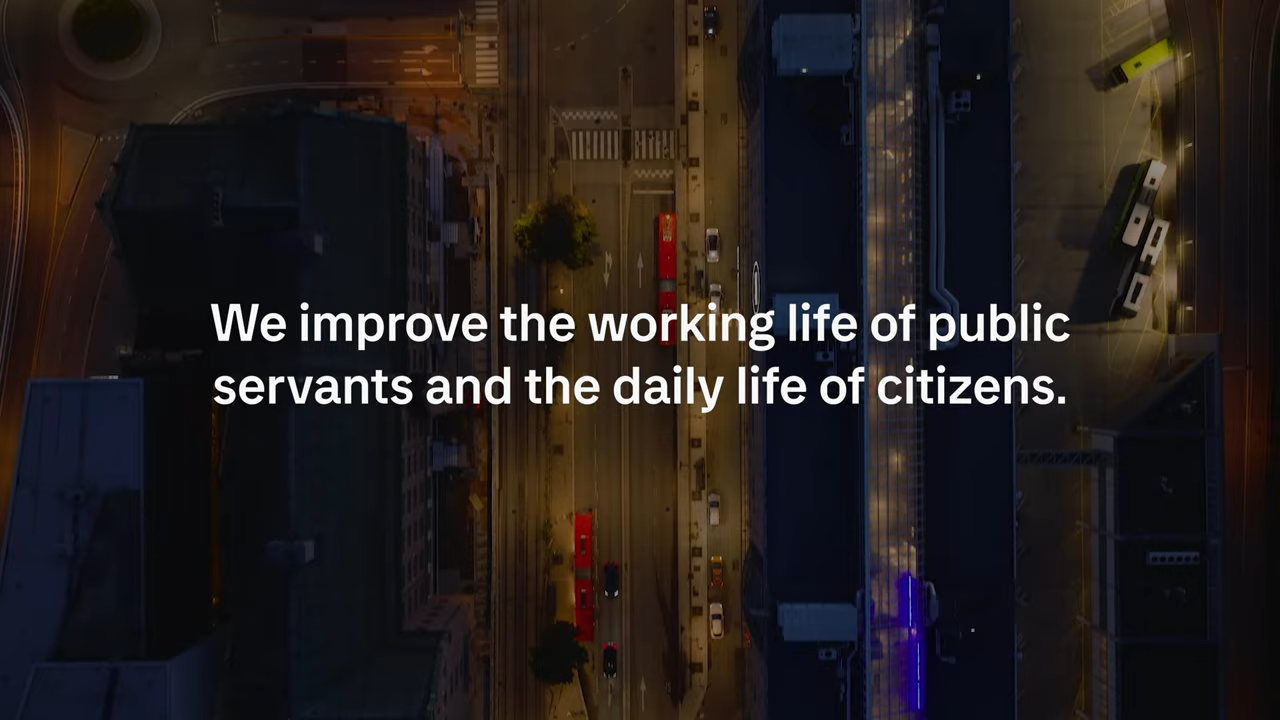 We improve the working life of public
servants and the daily life of citizens.